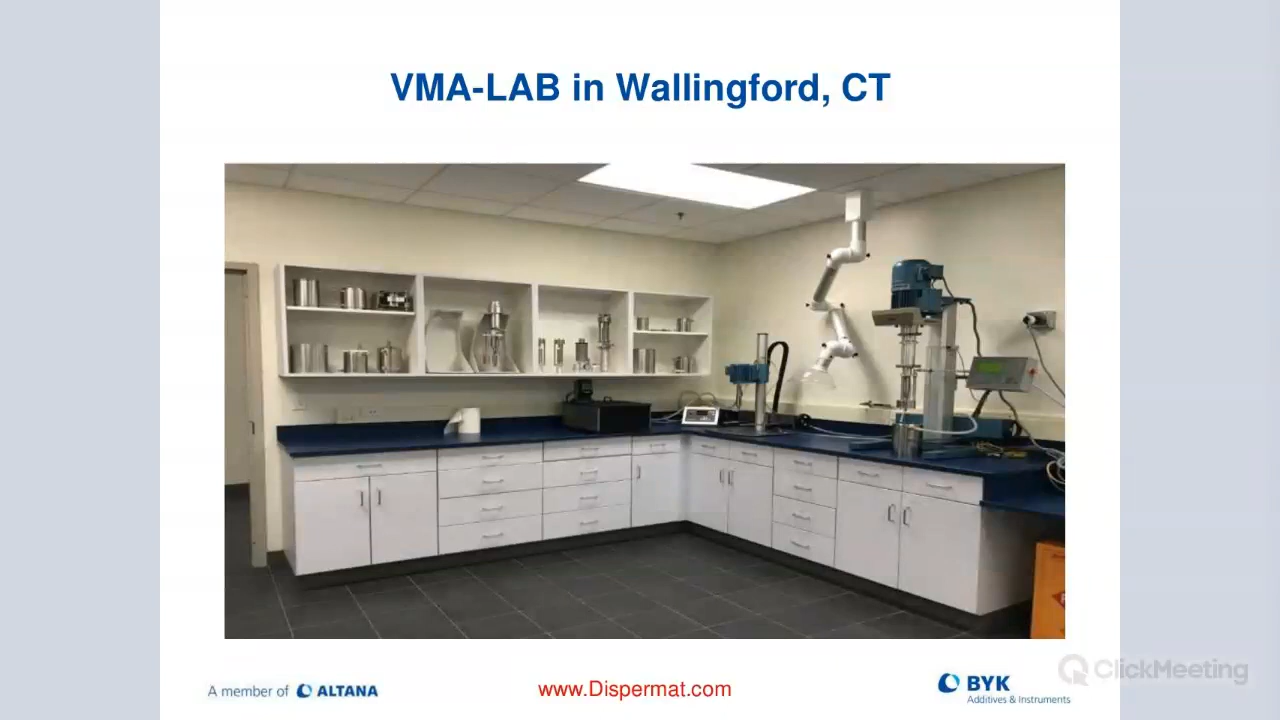 VMA-LAB in Wallingford, CT
A member of ALTANA
www.Dispermat.com
BYK
Additives & Instruments
ClickMeeting